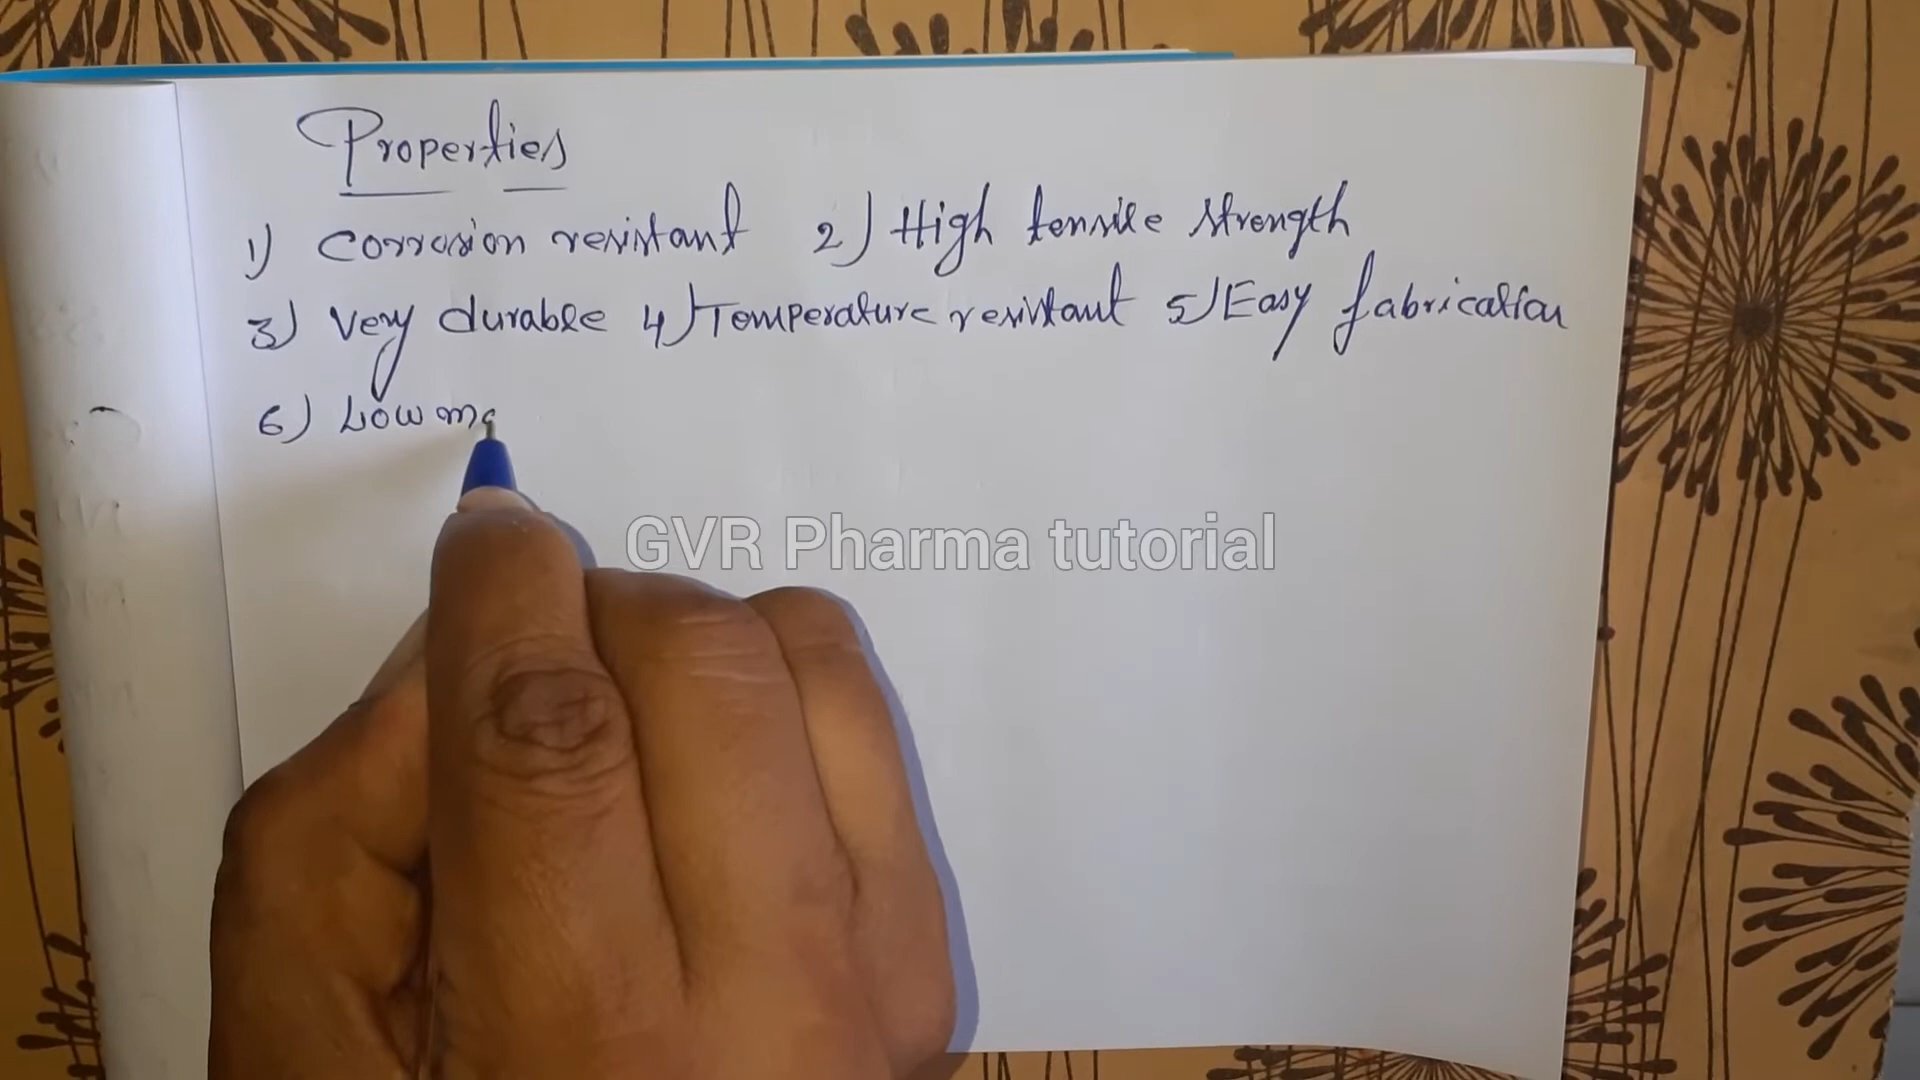 Properties
1) Corrosion resistant 2) High tensile strength
3) Very durable 4) Temperature resistant 5) Easy fabrication
6) Low ma
GVR Pharma tutorial